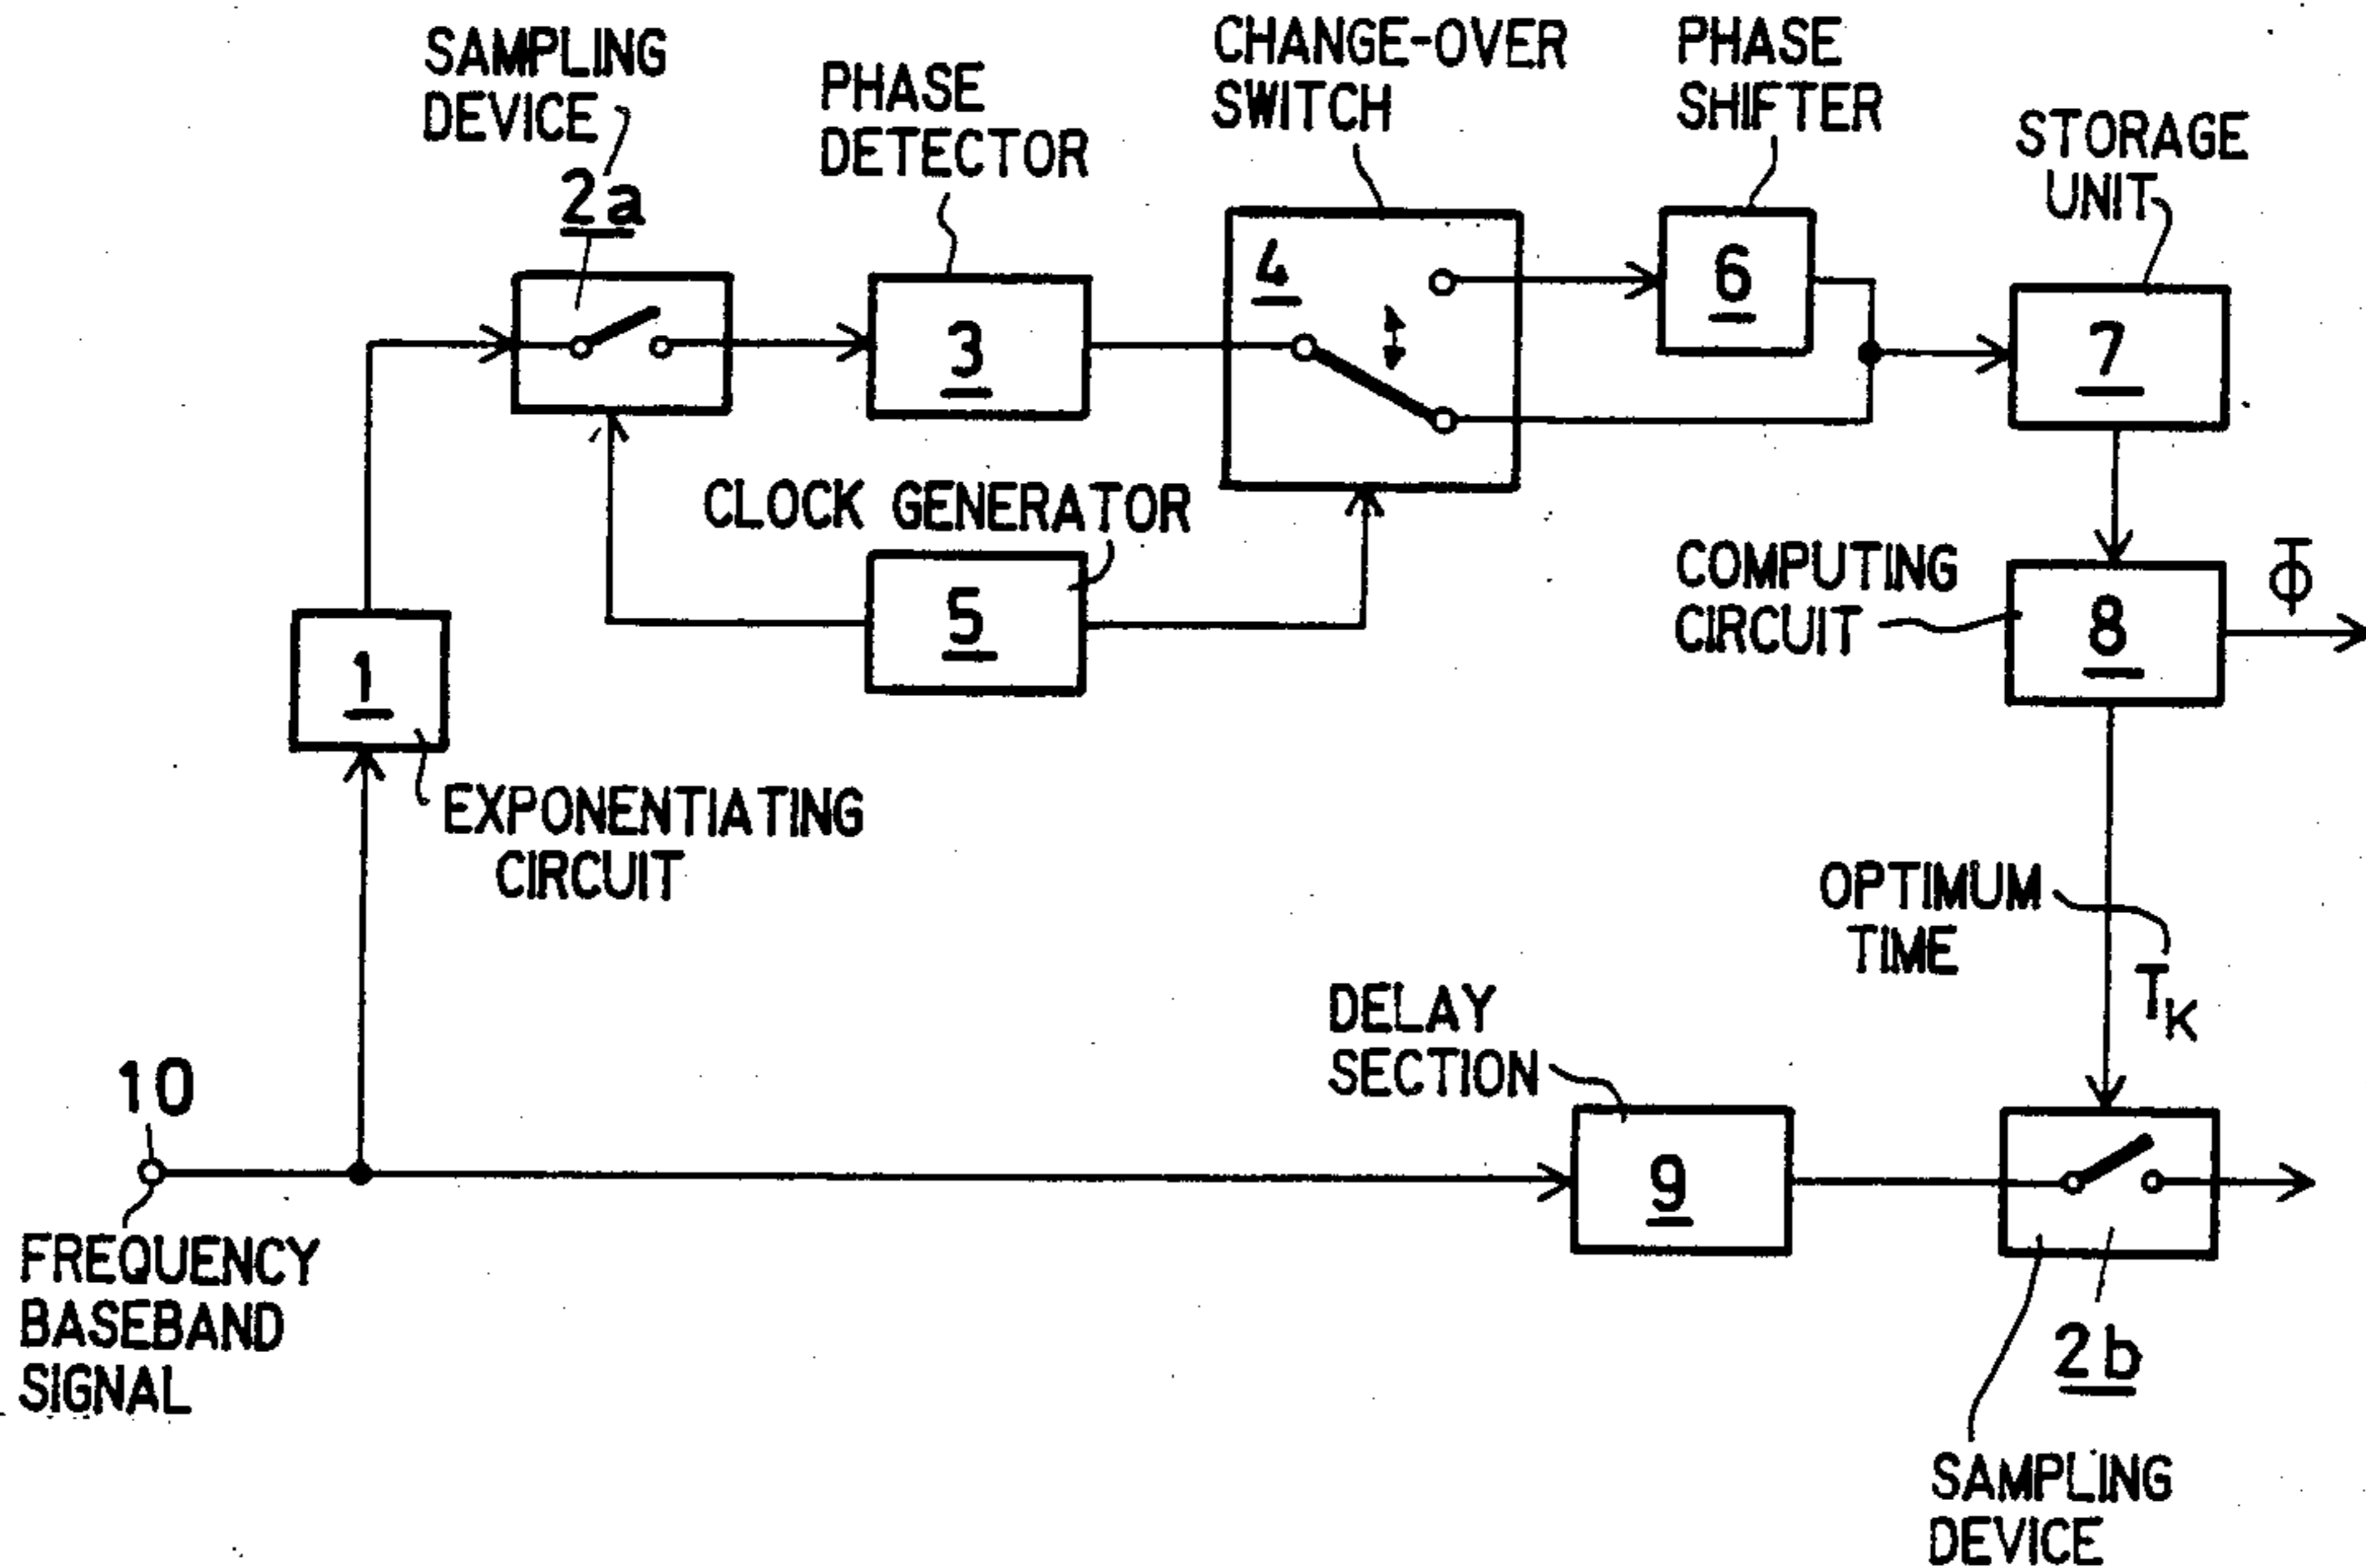 SAMPLING
DEVICE
2a
PHASE
DETECTOR
CHANGE-OVER
SWITCH
PHASE
SHIFTER
STORAGE
UNIT
3
4
6
7
CLOCK GENERATOR
5
COMPUTING
CIRCUIT
8
Φ
1
EXPONENTIATING
CIRCUIT
OPTIMUM
TIME
TK
DELAY
SECTION
9
10
FREQUENCY
BASEBAND
SIGNAL
2b
SAMPLING
DEVICE